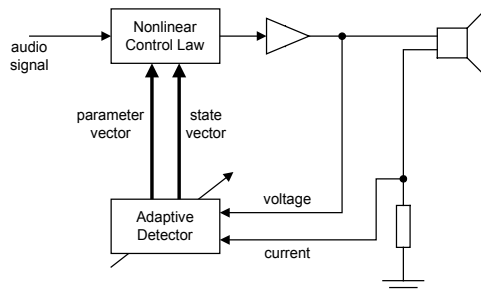 Nonlinear
Control Law
audio
signal
parameter
vector
state
vector
voltage
Adaptive
Detector
current